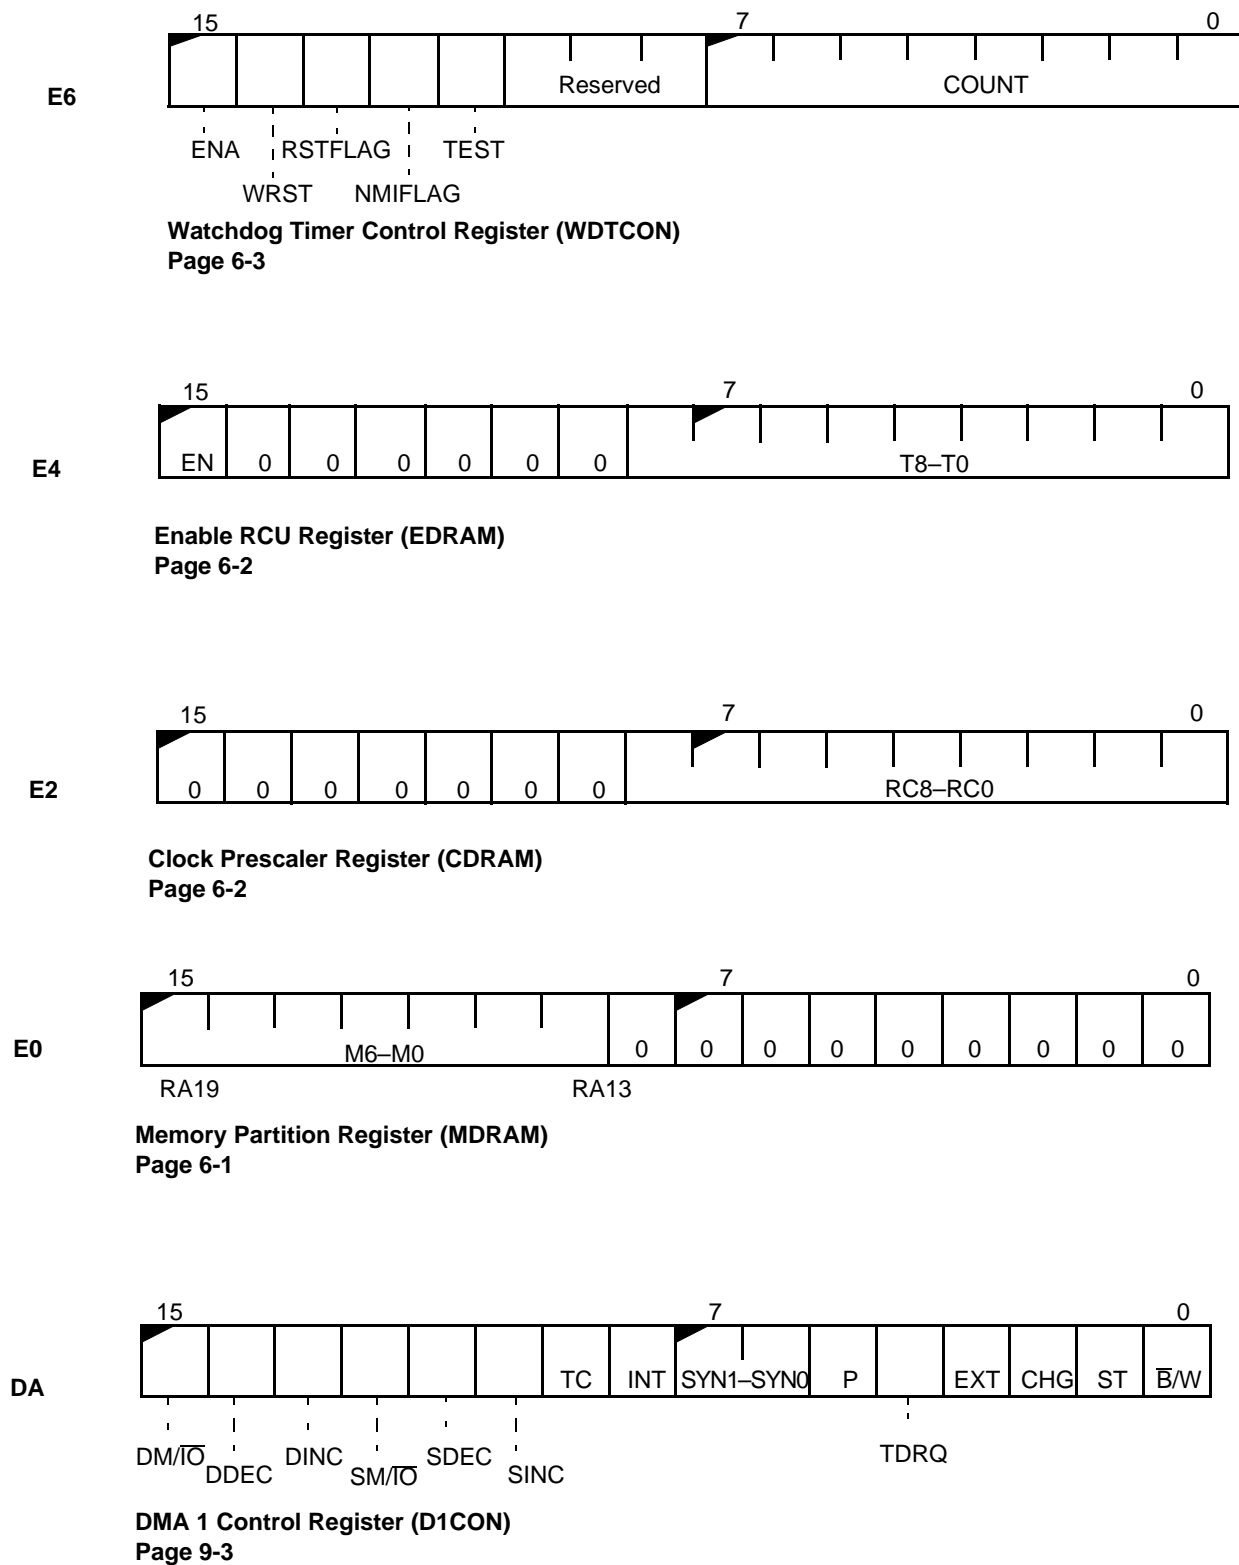 15 7 0
E6 Reserved COUNT
ENA RSTFLAG TEST
WRST NMIFLAG
Watchdog Timer Control Register (WDTCON)
Page 6-3
15 7 0
E4 EN 0 0 0 0 0 0 T8–T0
Enable RCU Register (EDRAM)
Page 6-2
15 7 0
E2 0 0 0 0 0 0 0 RC8–RC0
Clock Prescaler Register (CDRAM)
Page 6-2
15 7 0
E0 M6–M0 0 0 0 0 0 0 0 0 0
RA19 RA13
Memory Partition Register (MDRAM)
Page 6-1
15 7 0
DA TC INT SYN1–SYN0 P EXT CHG ST B̅/W
DM/I̅O̅ DDEC DINC SM/I̅O̅ SDEC SINC TDRQ
DMA 1 Control Register (D1CON)
Page 9-3